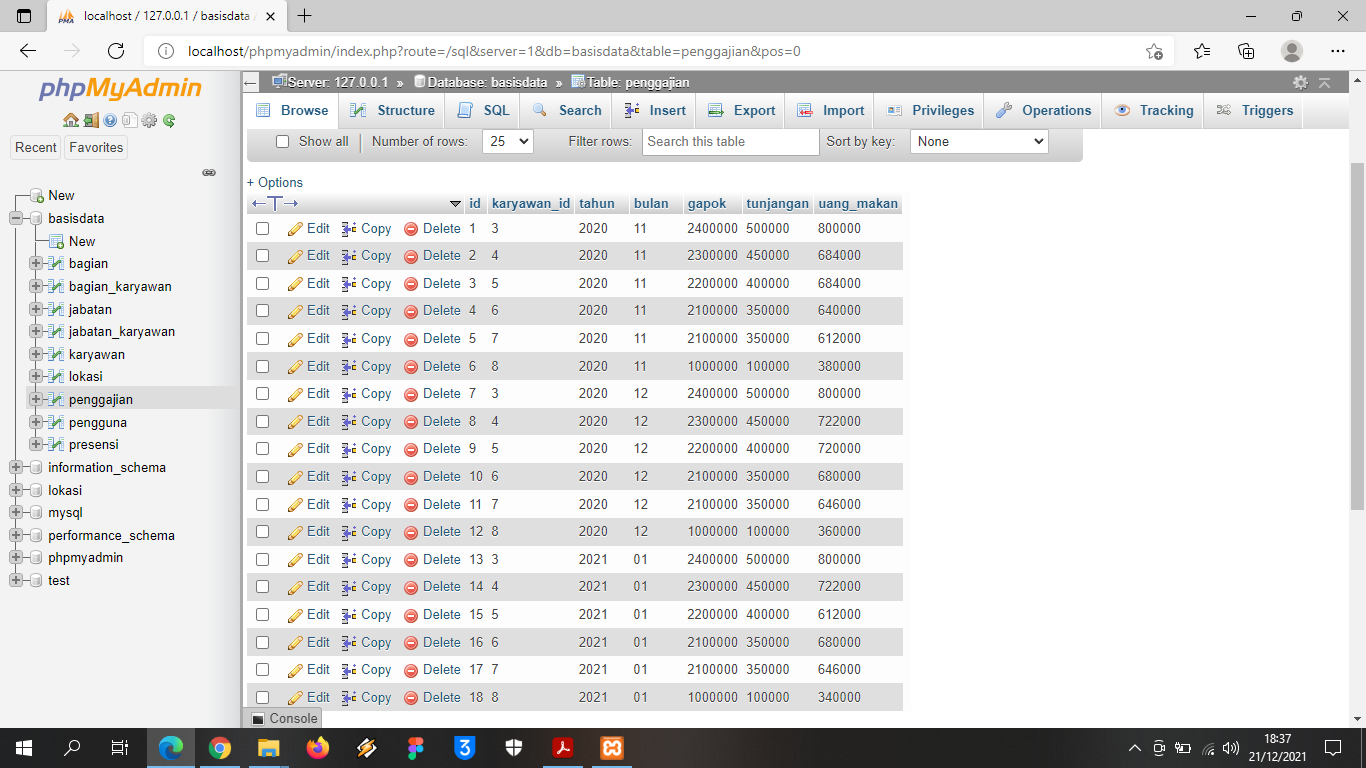 localhost / 127.0.0.1 / basisdata
localhost/phpmyadmin/index.php?route=/sql&server=1&db=basisdata&table=penggajian&pos=0
phpMyAdmin
Recent Favorites
New
basisdata
New
bagian
bagian_karyawan
jabatan
jabatan_karyawan
karyawan
lokasi
penggajian
pengguna
presensi
information_schema
lokasi
mysql
performance_schema
phpmyadmin
test
Server: 127.0.0.1 » Database: basisdata » Table: penggajian
Browse Structure SQL Search Insert Export Import Privileges Operations Tracking Triggers
Show all Number of rows: 25 Filter rows: Search this table Sort by key: None
+ Options
id karyawan_id tahun bulan gapok tunjangan uang_makan
Edit Copy Delete 1 3 2020 11 2400000 500000 800000
Edit Copy Delete 2 4 2020 11 2300000 450000 684000
Edit Copy Delete 3 5 2020 11 2200000 400000 684000
Edit Copy Delete 4 6 2020 11 2100000 350000 640000
Edit Copy Delete 5 7 2020 11 2100000 350000 612000
Edit Copy Delete 6 8 2020 11 1000000 100000 380000
Edit Copy Delete 7 3 2020 12 2400000 500000 800000
Edit Copy Delete 8 4 2020 12 2300000 450000 722000
Edit Copy Delete 9 5 2020 12 2200000 400000 720000
Edit Copy Delete 10 6 2020 12 2100000 350000 680000
Edit Copy Delete 11 7 2020 12 2100000 350000 646000
Edit Copy Delete 12 8 2020 12 1000000 100000 360000
Edit Copy Delete 13 3 2021 01 2400000 500000 800000
Edit Copy Delete 14 4 2021 01 2300000 450000 722000
Edit Copy Delete 15 5 2021 01 2200000 400000 612000
Edit Copy Delete 16 6 2021 01 2100000 350000 680000
Edit Copy Delete 17 7 2021 01 2100000 350000 646000
Edit Copy Delete 18 8 2021 01 1000000 100000 340000
Console
18:37
21/12/2021